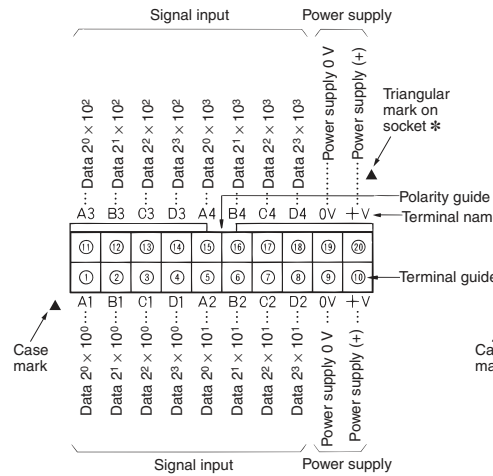 Signal input
Power supply
Data 2⁰ × 10²
Data 2¹ × 10²
Data 2² × 10²
Data 2³ × 10²
Data 2⁰ × 10³
Data 2¹ × 10³
Data 2² × 10³
Data 2³ × 10³
Power supply 0 V
Power supply (+)
Triangular
mark on
socket *
Polarity guide
A3 B3 C3 D3 A4 B4 C4 D4 0V +V
Terminal nam
⑪ ⑫ ⑬ ⑭ ⑮ ⑯ ⑰ ⑱ ⑲ ⑳
① ② ③ ④ ⑤ ⑥ ⑦ ⑧ ⑨ ⑩
Terminal guide
A1 B1 C1 D1 A2 B2 C2 D2 0V +V
Case
mark
Data 2⁰ × 10⁰
Data 2¹ × 10⁰
Data 2² × 10⁰
Data 2³ × 10⁰
Data 2⁰ × 10¹
Data 2¹ × 10¹
Data 2² × 10¹
Data 2³ × 10¹
Power supply 0 V
Power supply (+)
Ca
ma
Signal input
Power supply